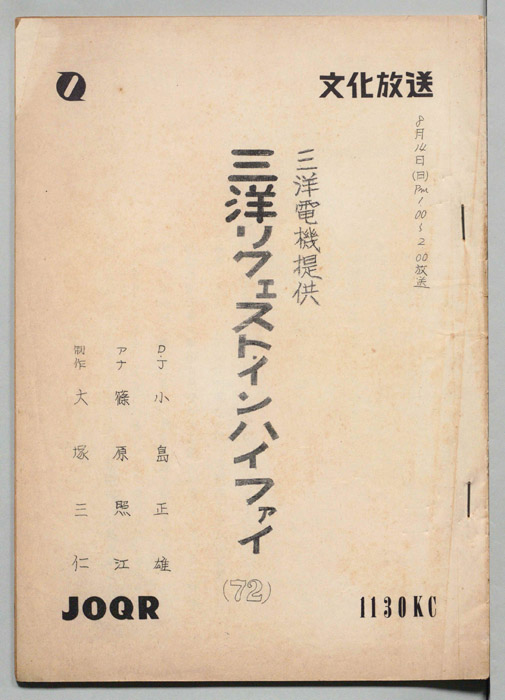 文化放送
8月14日(日)Pm1.00~2.00放送
三洋電機提供
三洋リクェストインハイファイ
(72)
DJ 小島正雄
アナ 篠原照江
制作 大塚三仁
JOQR
1130KC